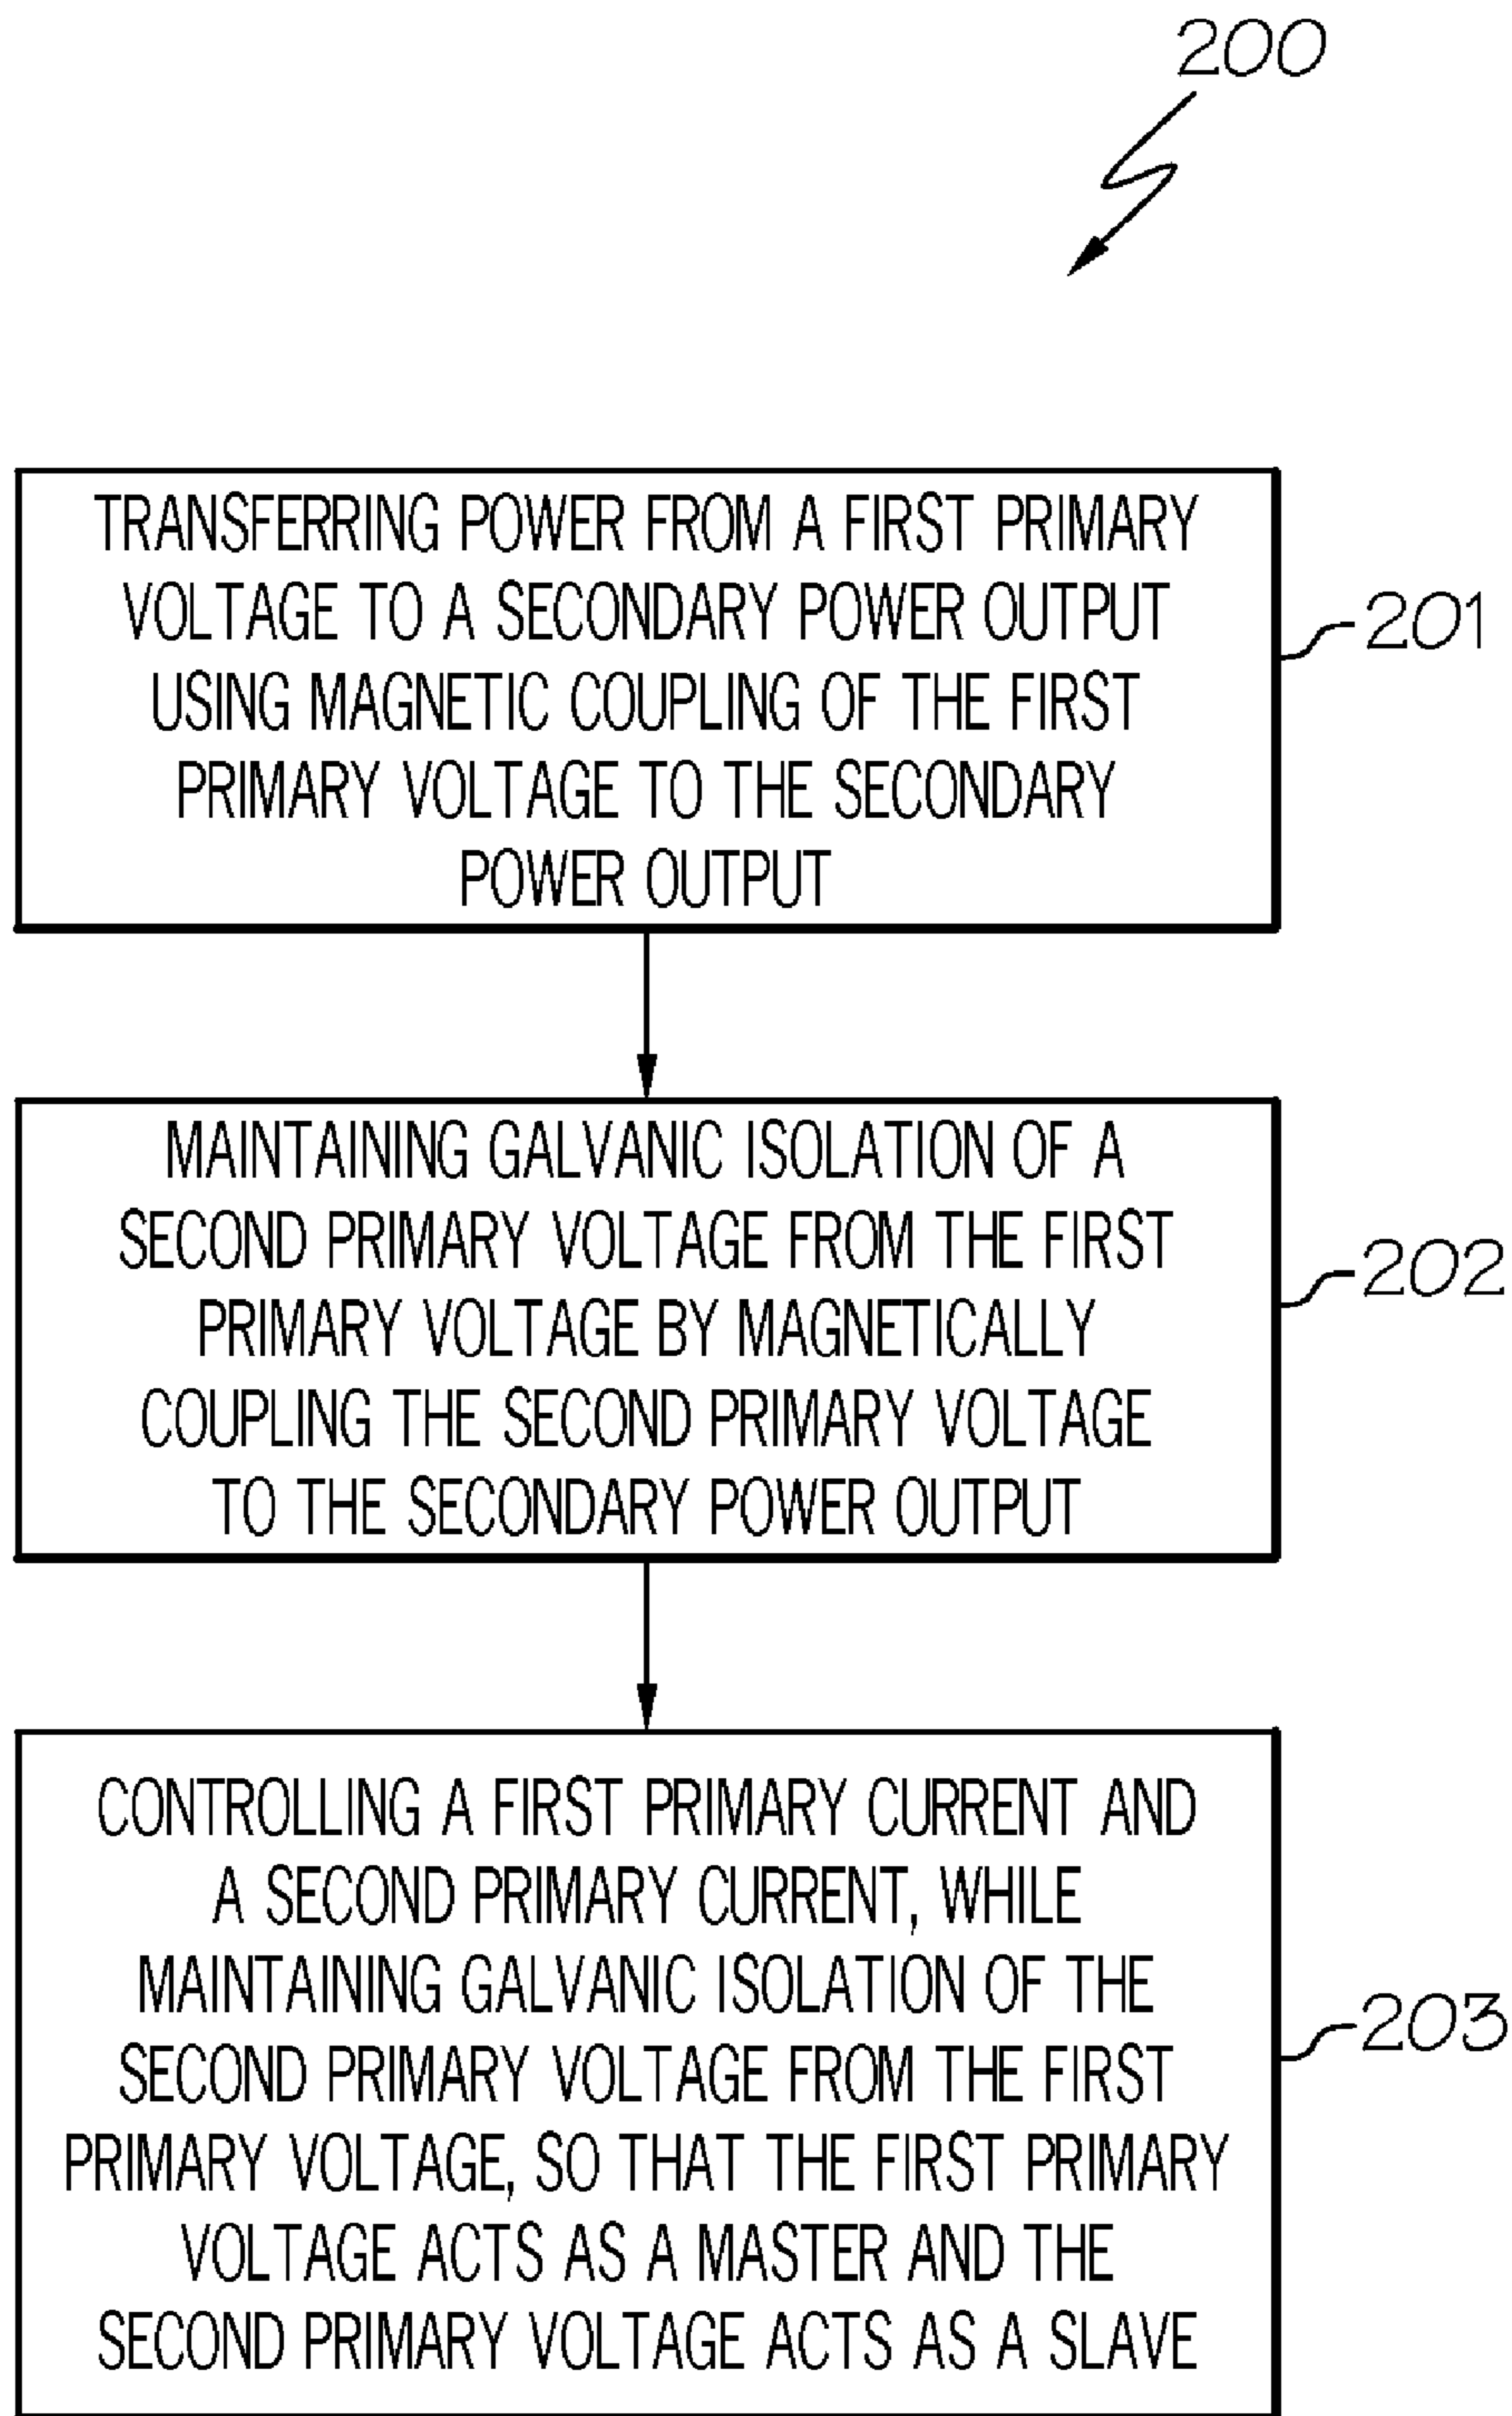 200
TRANSFERRING POWER FROM A FIRST PRIMARY
VOLTAGE TO A SECONDARY POWER OUTPUT
USING MAGNETIC COUPLING OF THE FIRST
PRIMARY VOLTAGE TO THE SECONDARY
POWER OUTPUT
201
MAINTAINING GALVANIC ISOLATION OF A
SECOND PRIMARY VOLTAGE FROM THE FIRST
PRIMARY VOLTAGE BY MAGNETICALLY
COUPLING THE SECOND PRIMARY VOLTAGE
TO THE SECONDARY POWER OUTPUT
202
CONTROLLING A FIRST PRIMARY CURRENT AND
A SECOND PRIMARY CURRENT, WHILE
MAINTAINING GALVANIC ISOLATION OF THE
SECOND PRIMARY VOLTAGE FROM THE FIRST
PRIMARY VOLTAGE, SO THAT THE FIRST PRIMARY
VOLTAGE ACTS AS A MASTER AND THE
SECOND PRIMARY VOLTAGE ACTS AS A SLAVE
203